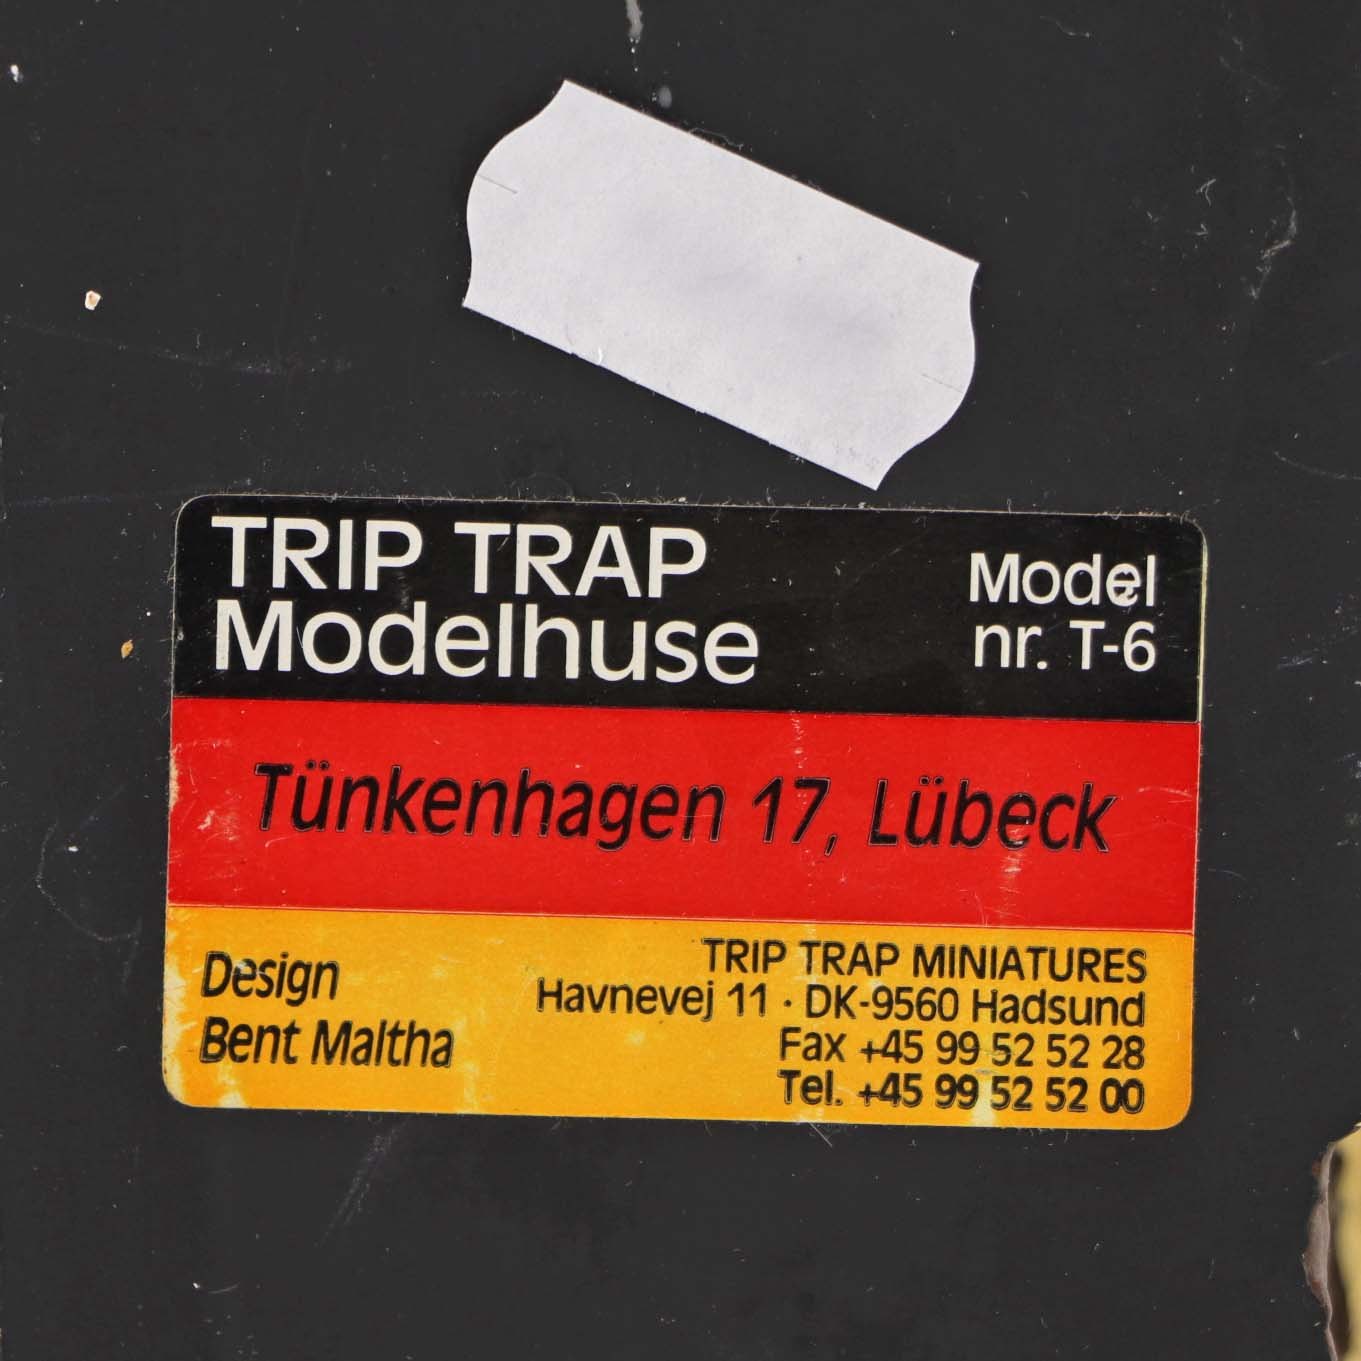 TRIP TRAP
Modelhuse
Model
nr. T-6
Tünkenhagen 17, Lübeck
Design
Bent Maltha
TRIP TRAP MINIATURES
Havnevej 11 · DK-9560 Hadsund
Fax +45 99 52 52 28
Tel. +45 99 52 52 00